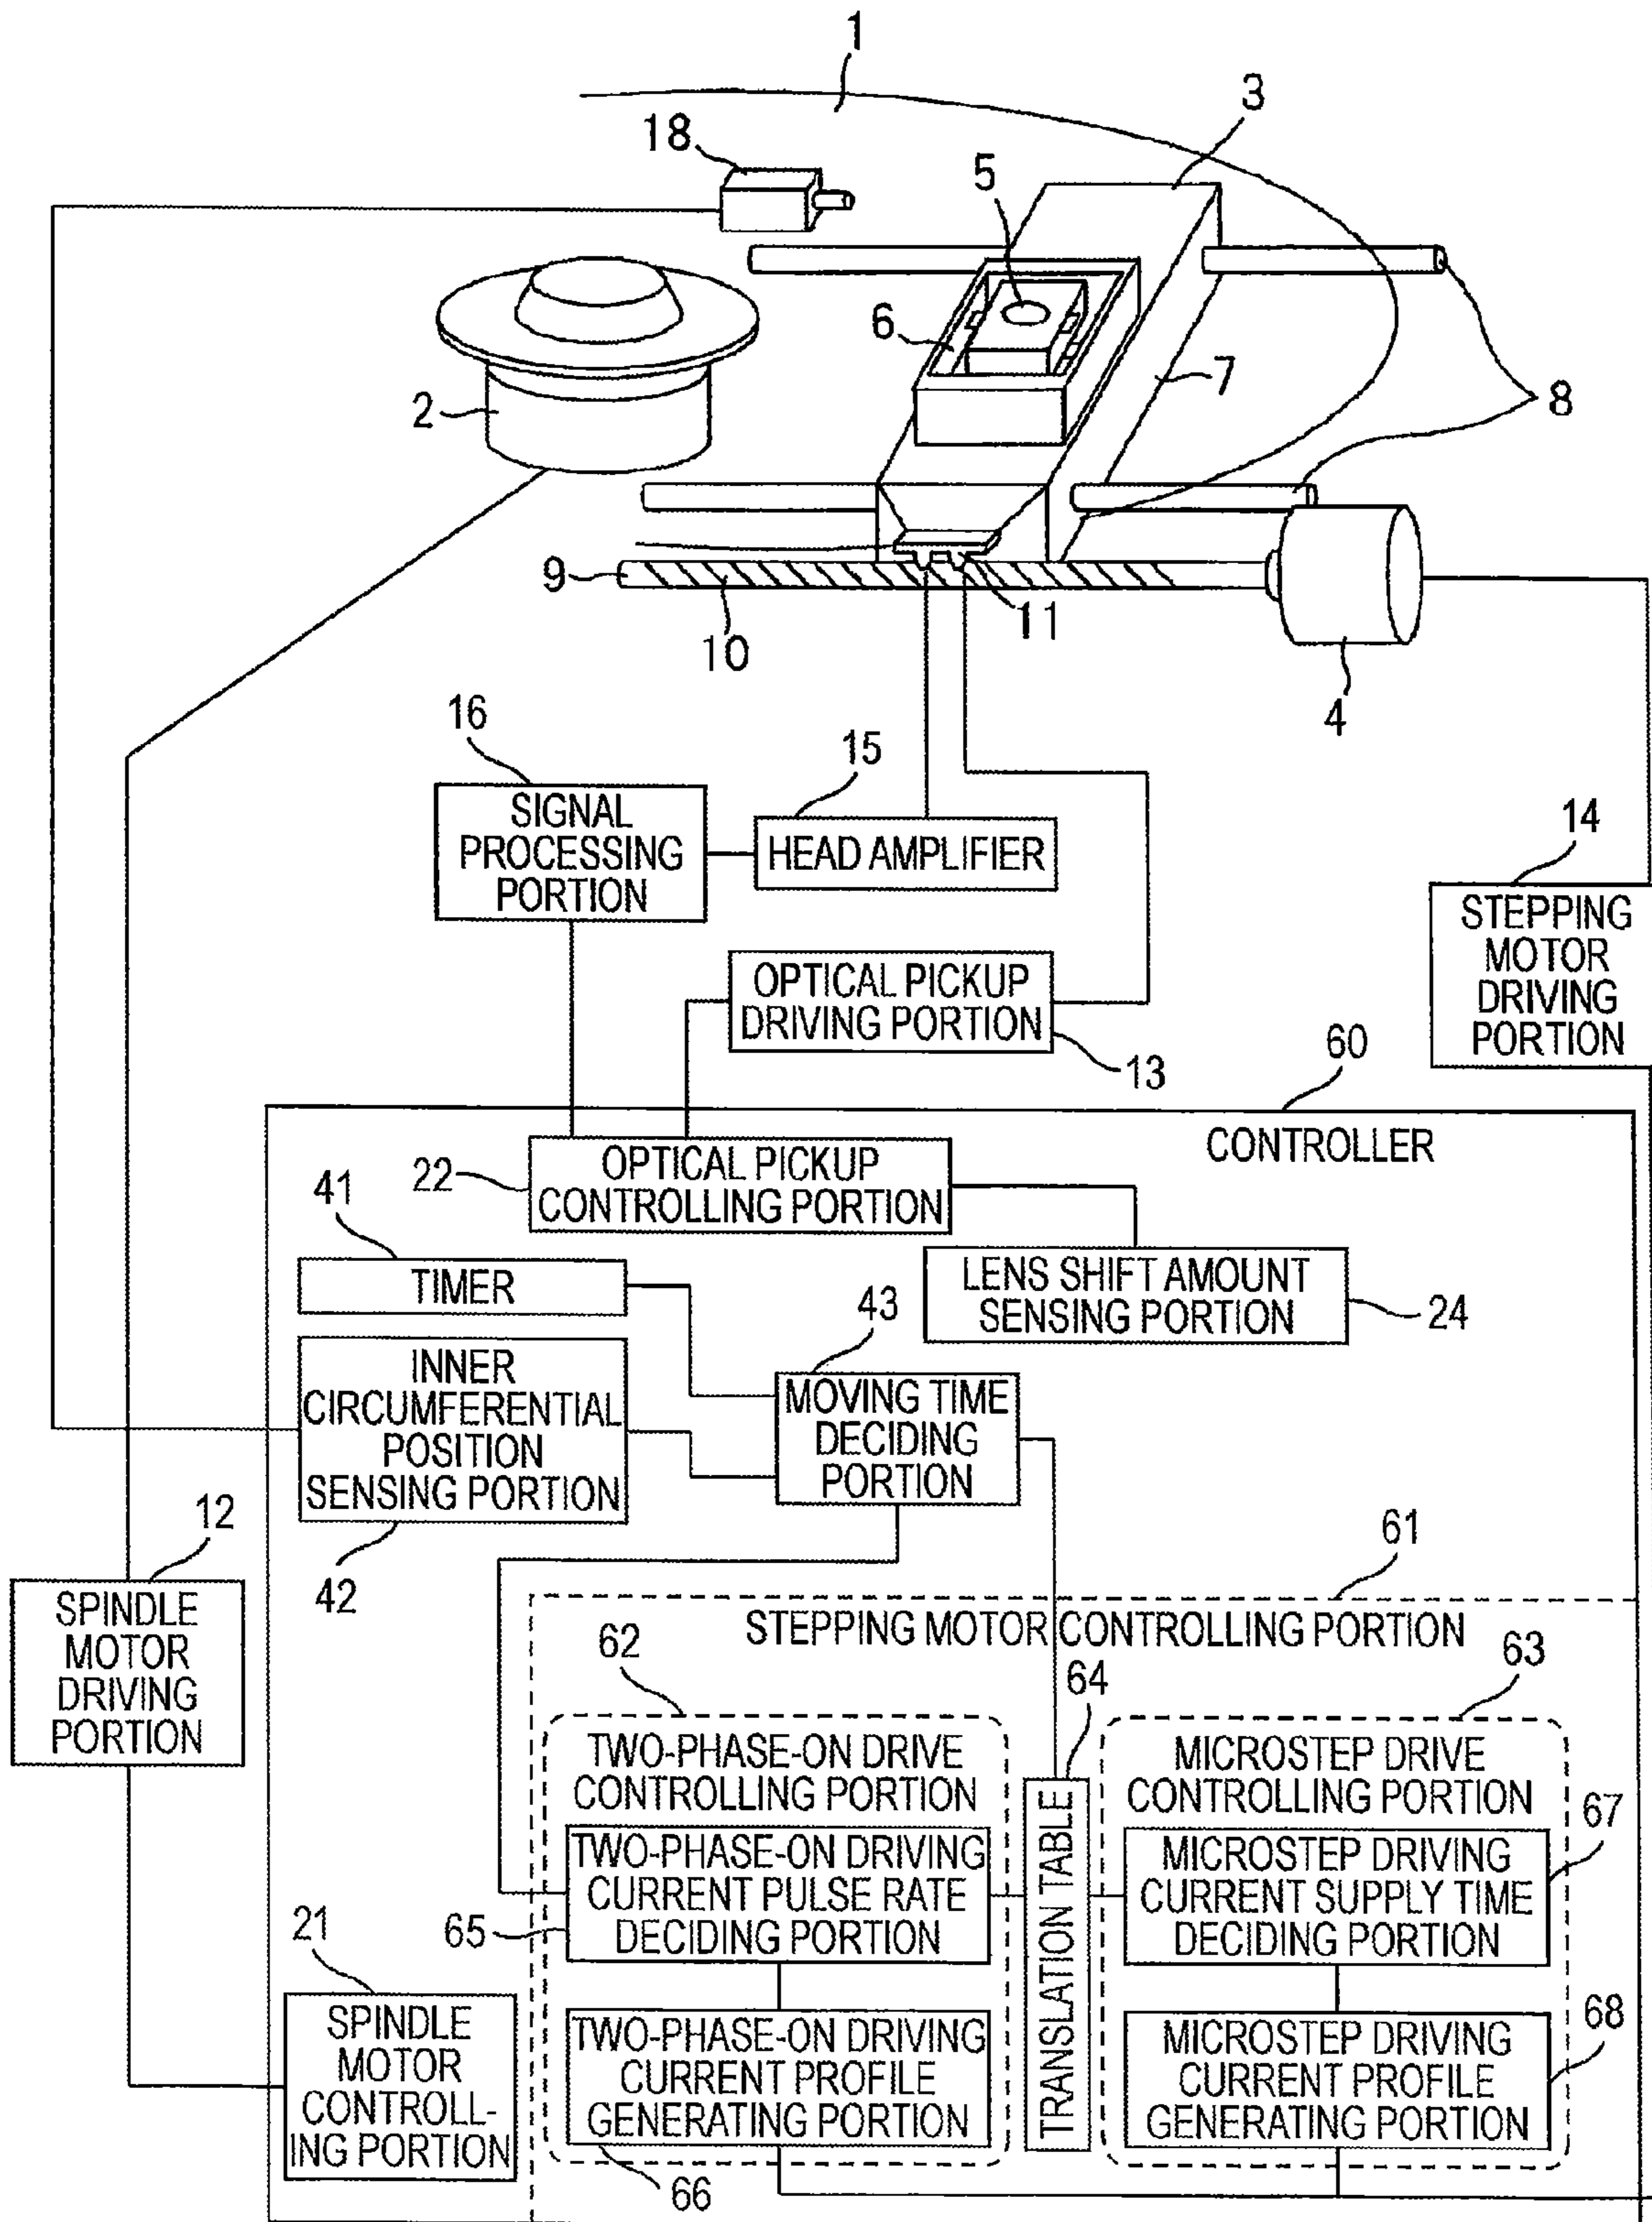 1
3
18
5
6
7
2
8
9
10
11
4
16
15
14
SIGNAL
PROCESSING
PORTION
HEAD AMPLIFIER
STEPPING
MOTOR
DRIVING
PORTION
OPTICAL PICKUP
DRIVING PORTION
13
60
CONTROLLER
22
OPTICAL PICKUP
CONTROLLING PORTION
41
TIMER
LENS SHIFT AMOUNT
SENSING PORTION
24
43
INNER
CIRCUMFERENTIAL
POSITION
SENSING PORTION
42
MOVING TIME
DECIDING
PORTION
12
SPINDLE
MOTOR
DRIVING
PORTION
61
STEPPING MOTOR CONTROLLING PORTION
62
64
63
TWO-PHASE-ON DRIVE
CONTROLLING PORTION
TRANSLATION TABLE
MICROSTEP DRIVE
CONTROLLING PORTION
67
TWO-PHASE-ON DRIVING
CURRENT PULSE RATE
DECIDING PORTION
65
MICROSTEP DRIVING
CURRENT SUPPLY TIME
DECIDING PORTION
21
SPINDLE
MOTOR
CONTROLL-
ING PORTION
TWO-PHASE-ON DRIVING
CURRENT PROFILE
GENERATING PORTION
66
MICROSTEP DRIVING
CURRENT PROFILE
GENERATING PORTION
68